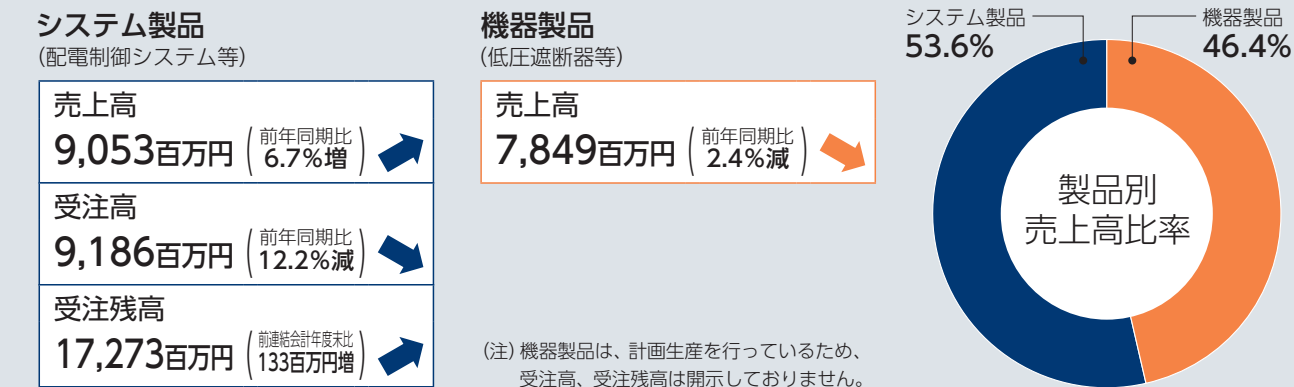 システム製品
(配電制御システム等)
売上高
9,053百万円 (前年同期比 6.7%増)
受注高
9,186百万円 (前年同期比 12.2%減)
受注残高
17,273百万円 (前連結会計年度末比 133百万円増)
機器製品
(低圧遮断器等)
売上高
7,849百万円 (前年同期比 2.4%減)
(注) 機器製品は、計画生産を行っているため、
受注高、受注残高は開示しておりません。
システム製品
53.6%
機器製品
46.4%
製品別
売上高比率